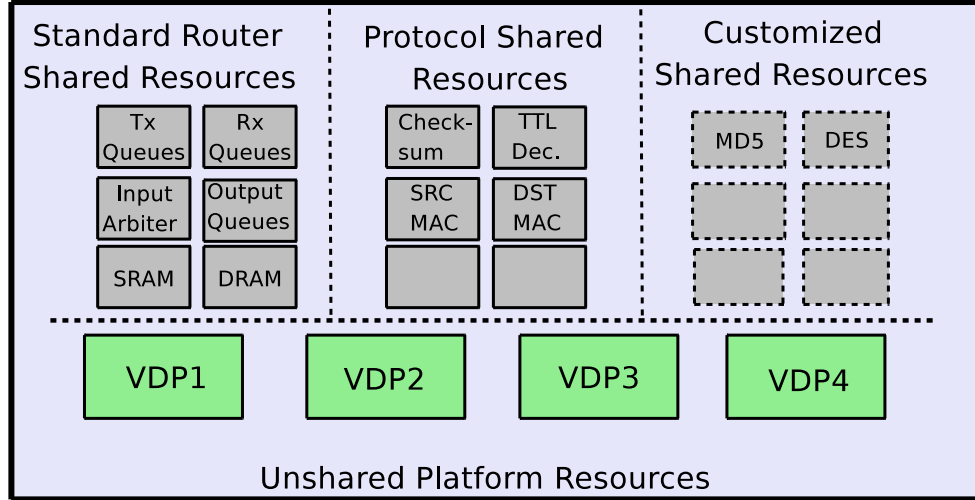 Standard Router
Shared Resources
Tx
Queues
Rx
Queues
Input
Arbiter
Output
Queues
SRAM
DRAM
Protocol Shared
Resources
Check-
sum
TTL
Dec.
SRC
MAC
DST
MAC
Customized
Shared Resources
MD5
DES
VDP1
VDP2
VDP3
VDP4
Unshared Platform Resources